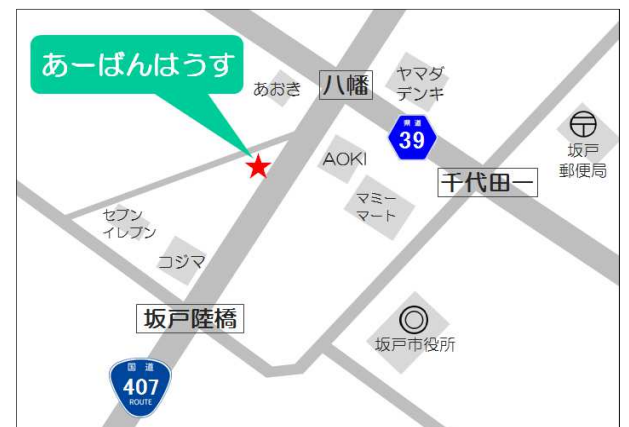 あーばんはうす
あおき
八幡
ヤマダ
デンキ
県道
39
〒
坂戸
郵便局
AOKI
千代田一
マミー
マート
セブン
イレブン
コジマ
坂戸陸橋
◎
坂戸市役所
国道
407
ROUTE